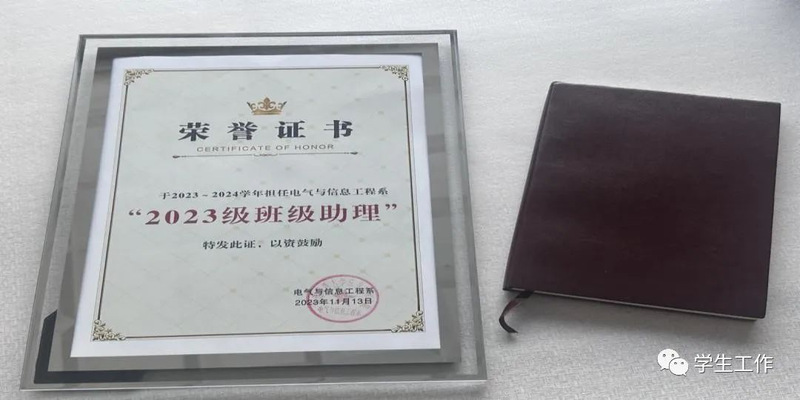 荣誉证书
CERTIFICATE OF HONOR
于2023~2024学年担任电气与信息工程系
“2023级班级助理”
特发此证，以资鼓励
电气与信息工程系
2023年11月13日
学生工作